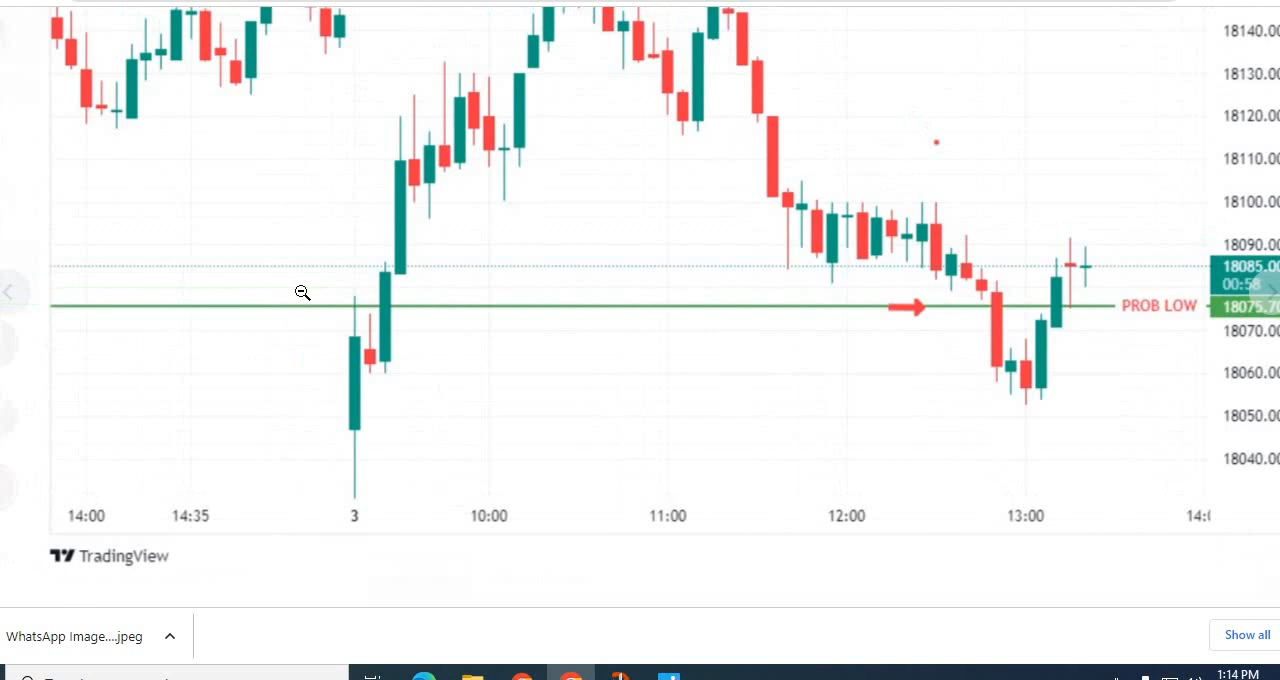 18140.00
18130.00
18120.00
18110.00
18100.00
18090.00
18085.00
00:58
PROB LOW
18075.70
18070.00
18060.00
18050.00
18040.00
14:00 14:35 3 10:00 11:00 12:00 13:00
TradingView
WhatsApp Image....jpeg
Show all
1:14 PM